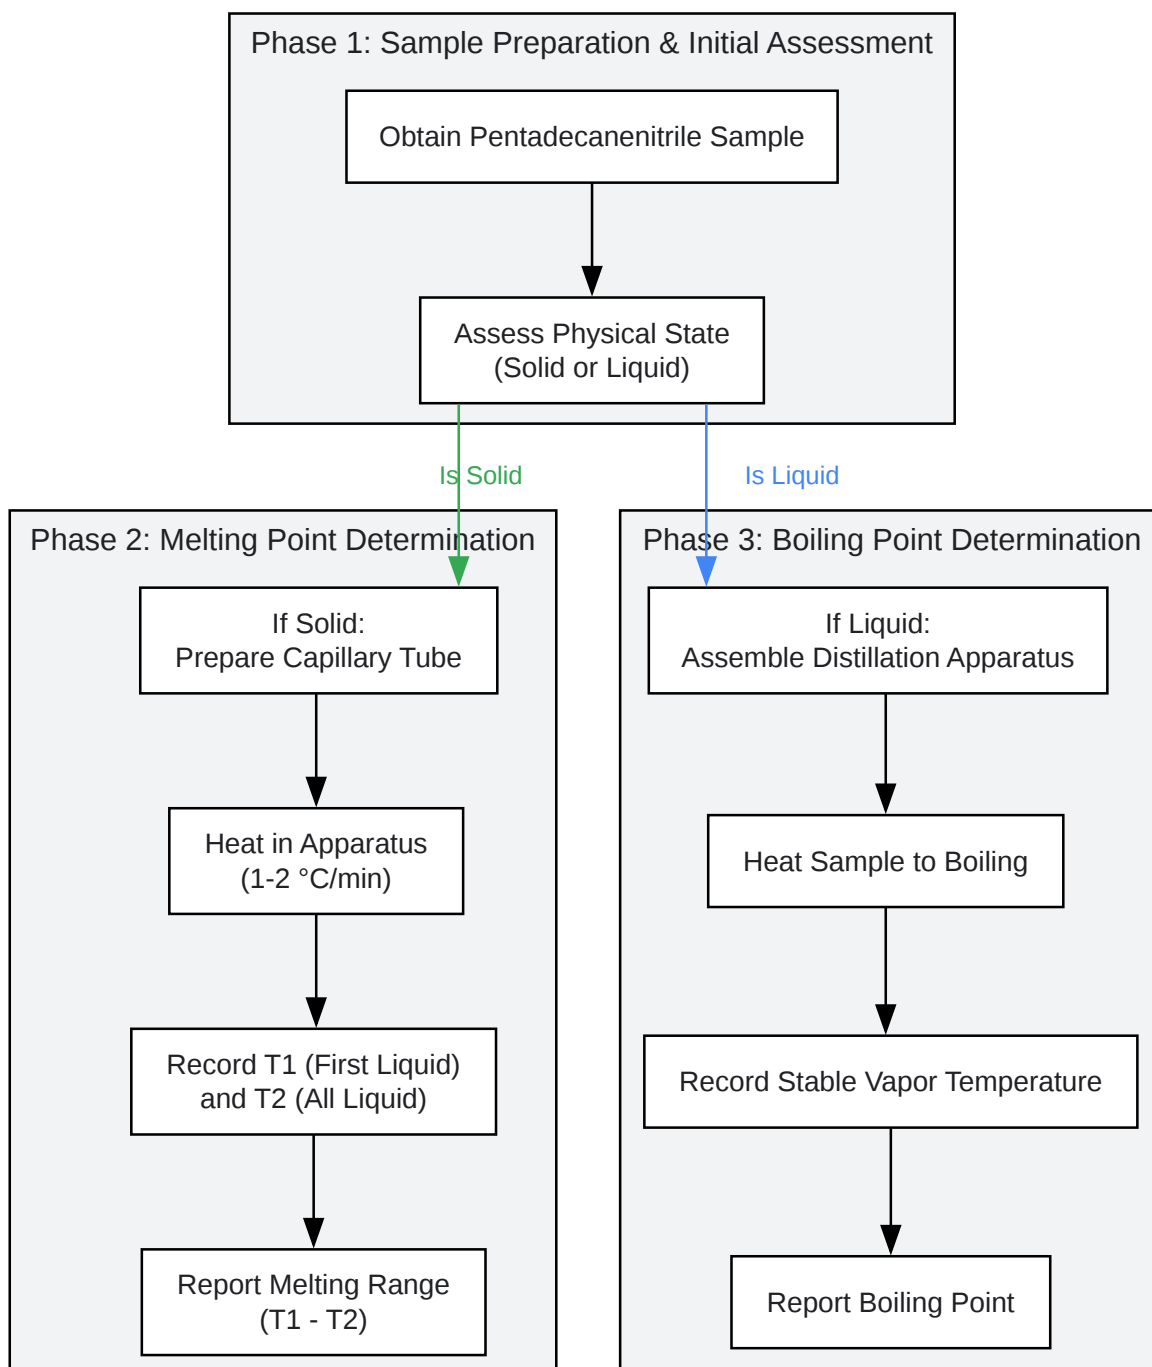 Phase 1: Sample Preparation & Initial Assessment
Obtain Pentadecanenitrile Sample
Assess Physical State
(Solid or Liquid)
Is Solid
Is Liquid
Phase 2: Melting Point Determination
If Solid:
Prepare Capillary Tube
Heat in Apparatus
(1-2 °C/min)
Record T1 (First Liquid)
and T2 (All Liquid)
Report Melting Range
(T1 - T2)
Phase 3: Boiling Point Determination
If Liquid:
Assemble Distillation Apparatus
Heat Sample to Boiling
Record Stable Vapor Temperature
Report Boiling Point